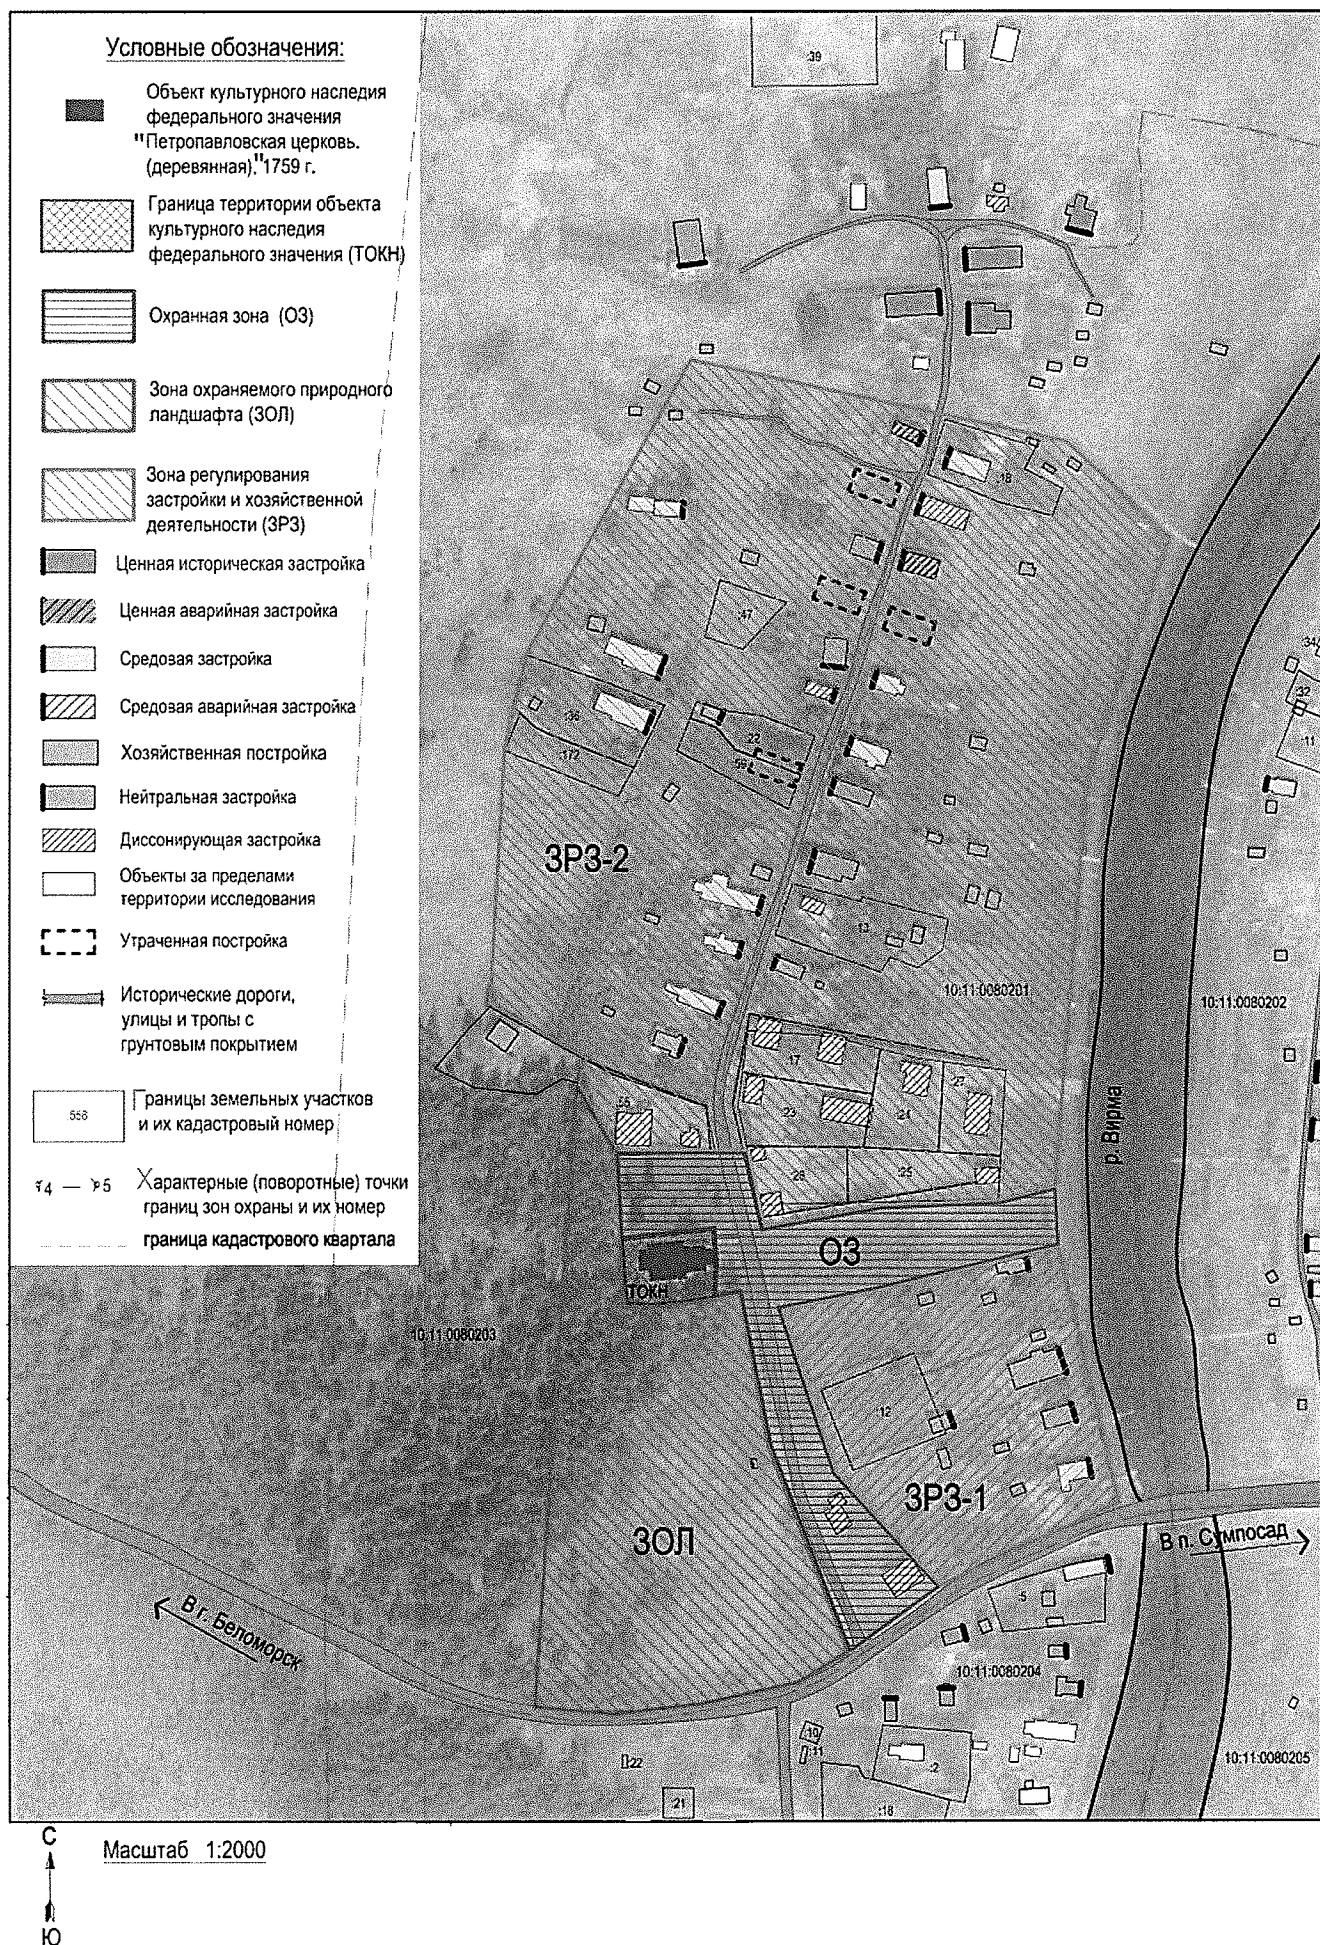 Условные обозначения:
Объект культурного наследия
федерального значения
"Петропавловская церковь.
(деревянная)," 1759 г.
Граница территории объекта
культурного наследия
федерального значения (ТОКН)
Охранная зона (ОЗ)
Зона охраняемого природного
ландшафта (ЗОЛ)
Зона регулирования
застройки и хозяйственной
деятельности (ЗРЗ)
Ценная историческая застройка
Ценная аварийная застройка
Средовая застройка
Средовая аварийная застройка
Хозяйственная постройка
Нейтральная застройка
Диссонирующая застройка
Объекты за пределами
территории исследования
Утраченная постройка
Исторические дороги,
улицы и тропы с
грунтовым покрытием
Границы земельных участков
и их кадастровый номер
Характерные (поворотные) точки
границ зон охраны и их номер
граница кадастрового квартала
:39
:18
:47
:36
:172
:22
ЗРЗ-2
:13
10:11:0080201
10:11:0080202
:32
:11
:17
:27
:55
:23
:24
:26
:25
р. Вирма
ОЗ
ТОКН
10:11:0080203
:12
ЗРЗ-1
ЗОЛ
В п. Сумпосад
В г. Беломорск
:5
10:11:0080204
:10
:11
:2
:22
:21
:18
10:11:0080205
С
Масштаб 1:2000
Ю